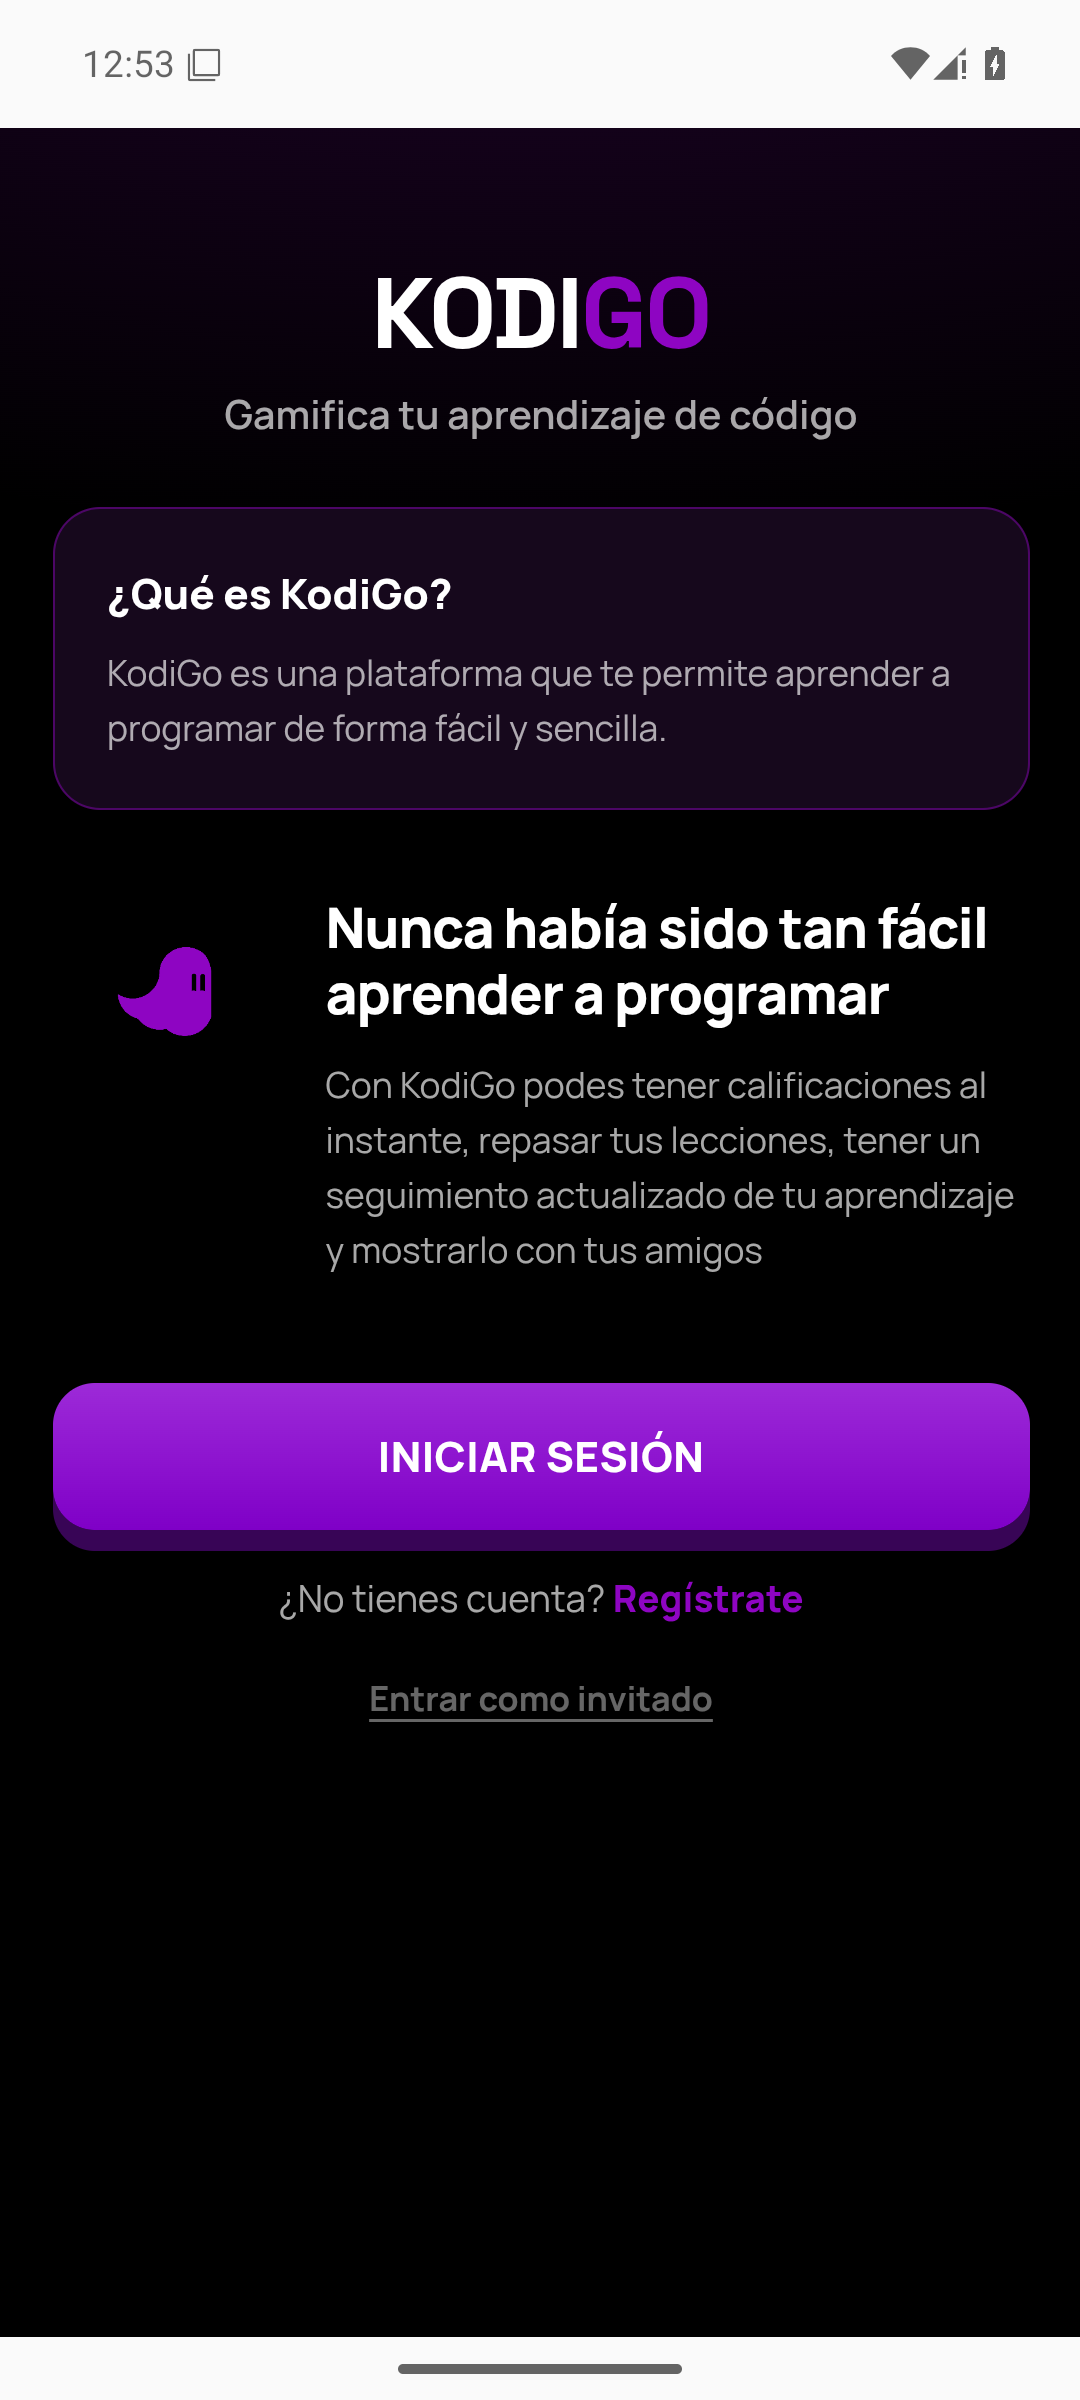 12:53
KODIGO
Gamifica tu aprendizaje de código
¿Qué es KodiGo?
KodiGo es una plataforma que te permite aprender a
programar de forma fácil y sencilla.
Nunca había sido tan fácil
aprender a programar
Con KodiGo podes tener calificaciones al
instante, repasar tus lecciones, tener un
seguimiento actualizado de tu aprendizaje
y mostrarlo con tus amigos
INICIAR SESIÓN
¿No tienes cuenta? Regístrate
Entrar como invitado